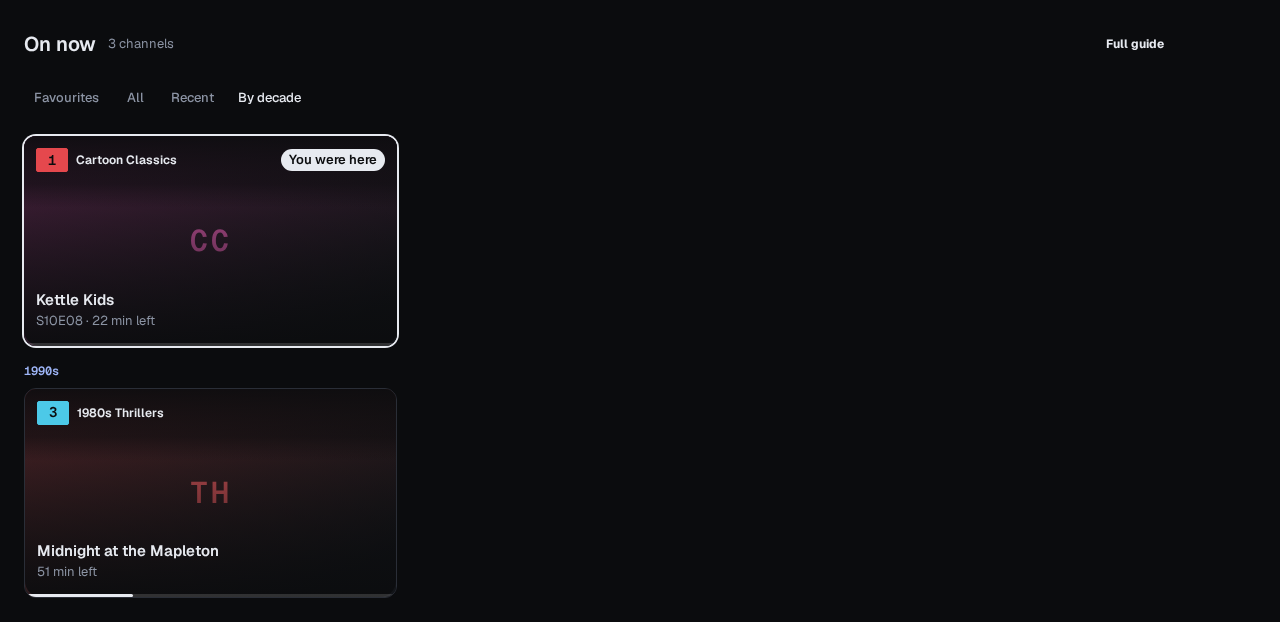 On now 3 channels Full guide
Favourites All Recent By decade
1 Cartoon Classics You were here
CC
Kettle Kids
S10E08 · 22 min left
1990s
3 1980s Thrillers
TH
Midnight at the Mapleton
51 min left